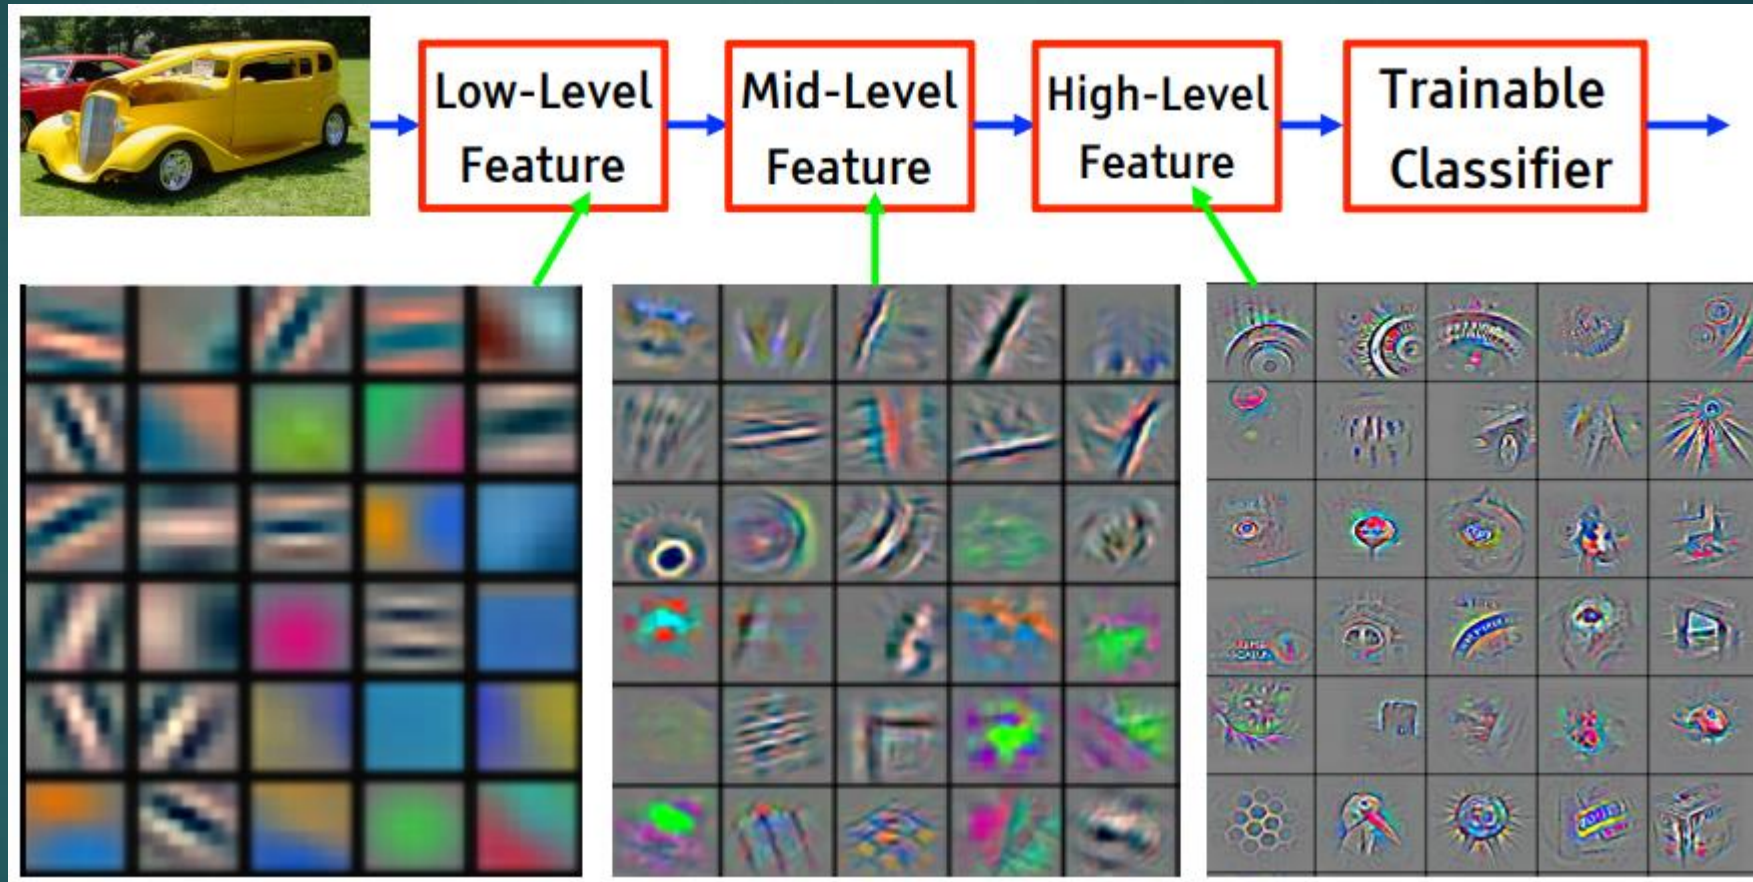 Low-Level
Feature
Mid-Level
Feature
High-Level
Feature
Trainable
Classifier